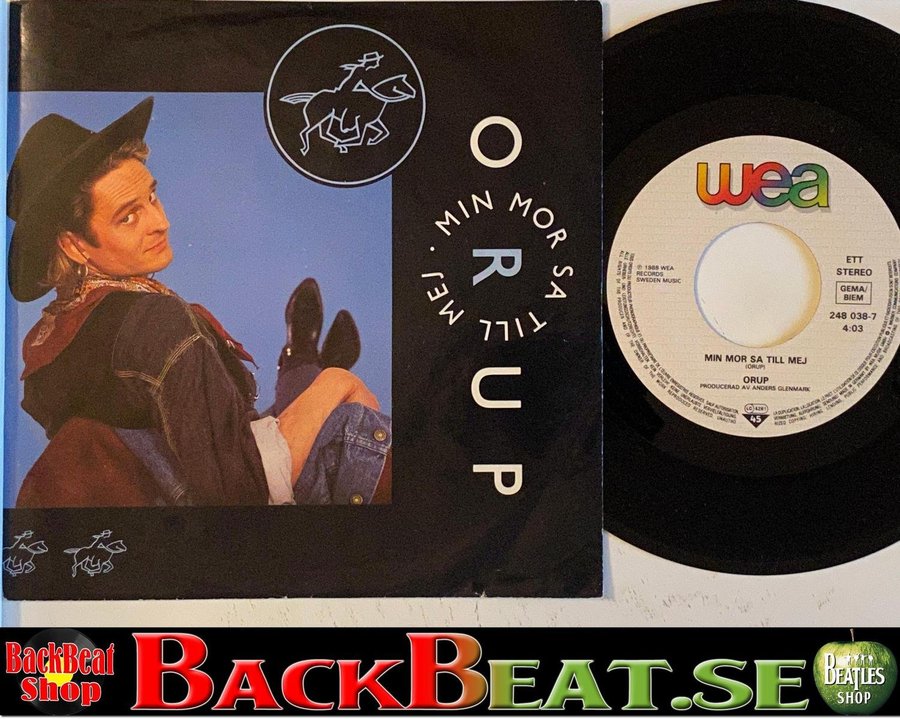 ORUP
MIN MOR SA TILL MEJ ·
wea
℗ 1988 WEA
RECORDS
SWEDEN MUSIC
ETT
STEREO
GEMA/
BIEM
248 038-7
4:03
MIN MOR SA TILL MEJ
(ORUP)
ORUP
PRODUCERAD AV ANDERS GLENMARK
LC 4281
45
BackBeat
Shop
BACKBEAT.SE
BEATLES
SHOP